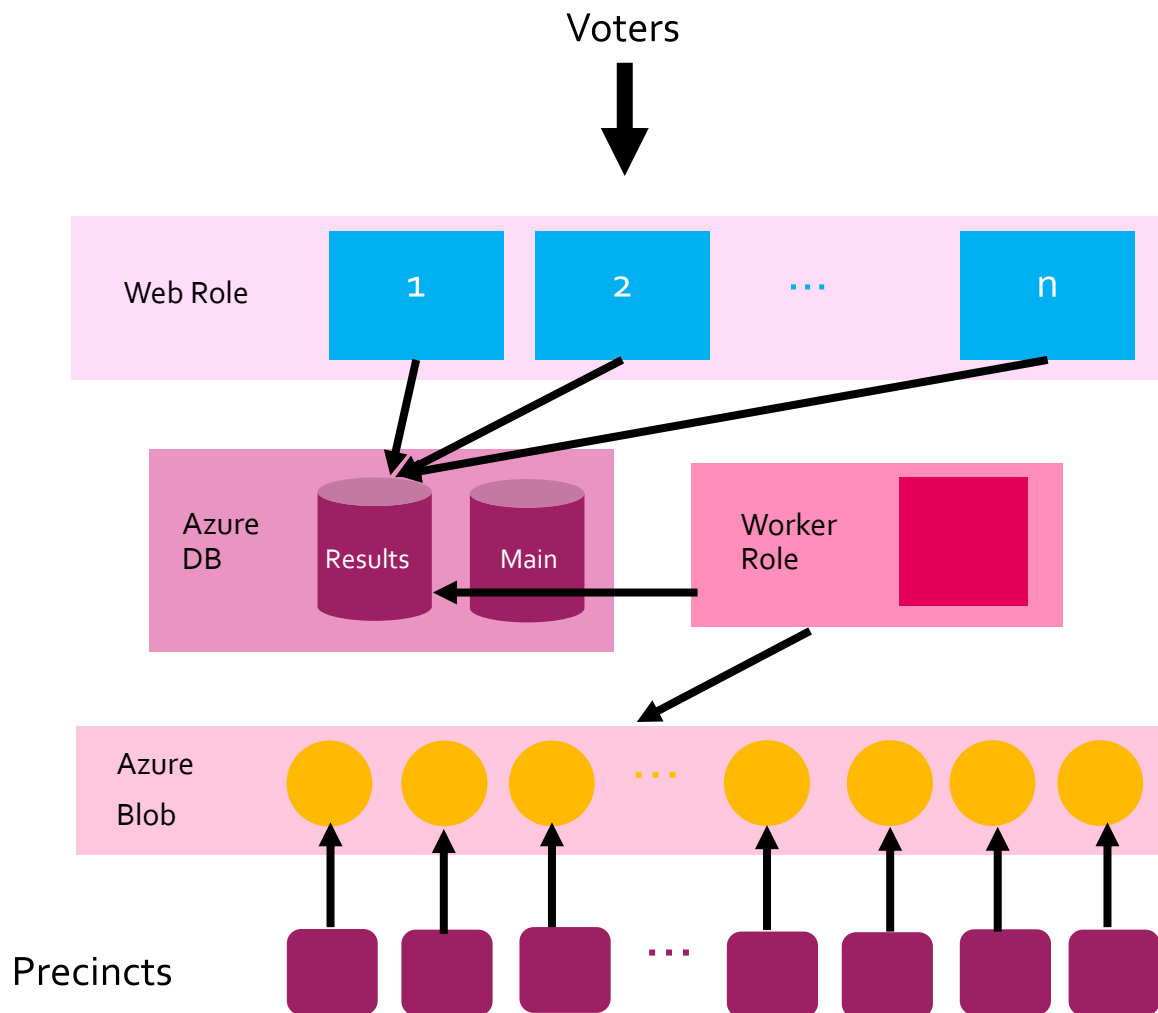 Voters
Web Role
1
2
...
n
Azure
DB
Results
Main
Worker
Role
Azure
Blob
...
Precincts
...